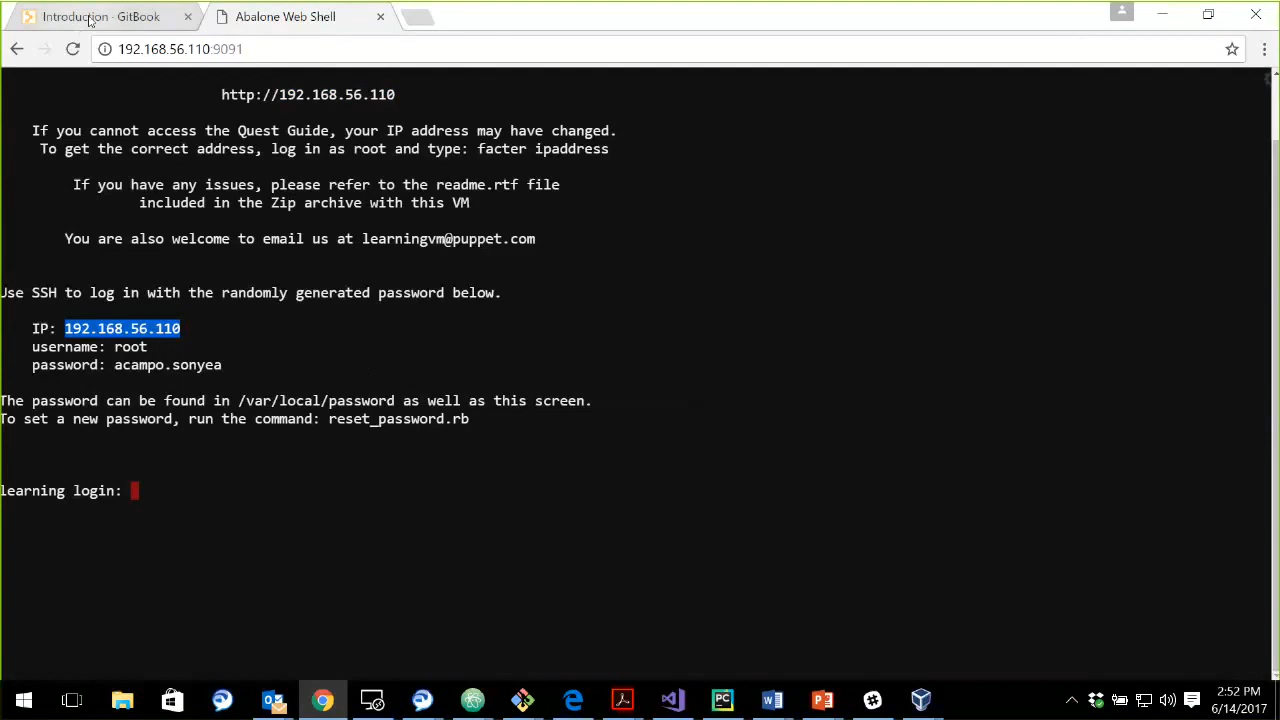 Introduction · GitBook
Abalone Web Shell
192.168.56.110:9091
http://192.168.56.110
If you cannot access the Quest Guide, your IP address may have changed.
To get the correct address, log in as root and type: facter ipaddress
If you have any issues, please refer to the readme.rtf file
included in the Zip archive with this VM
You are also welcome to email us at learningvm@puppet.com
Use SSH to log in with the randomly generated password below.
IP: 192.168.56.110
username: root
password: acampo.sonyea
The password can be found in /var/local/password as well as this screen.
To set a new password, run the command: reset_password.rb
learning login:
2:52 PM
6/14/2017